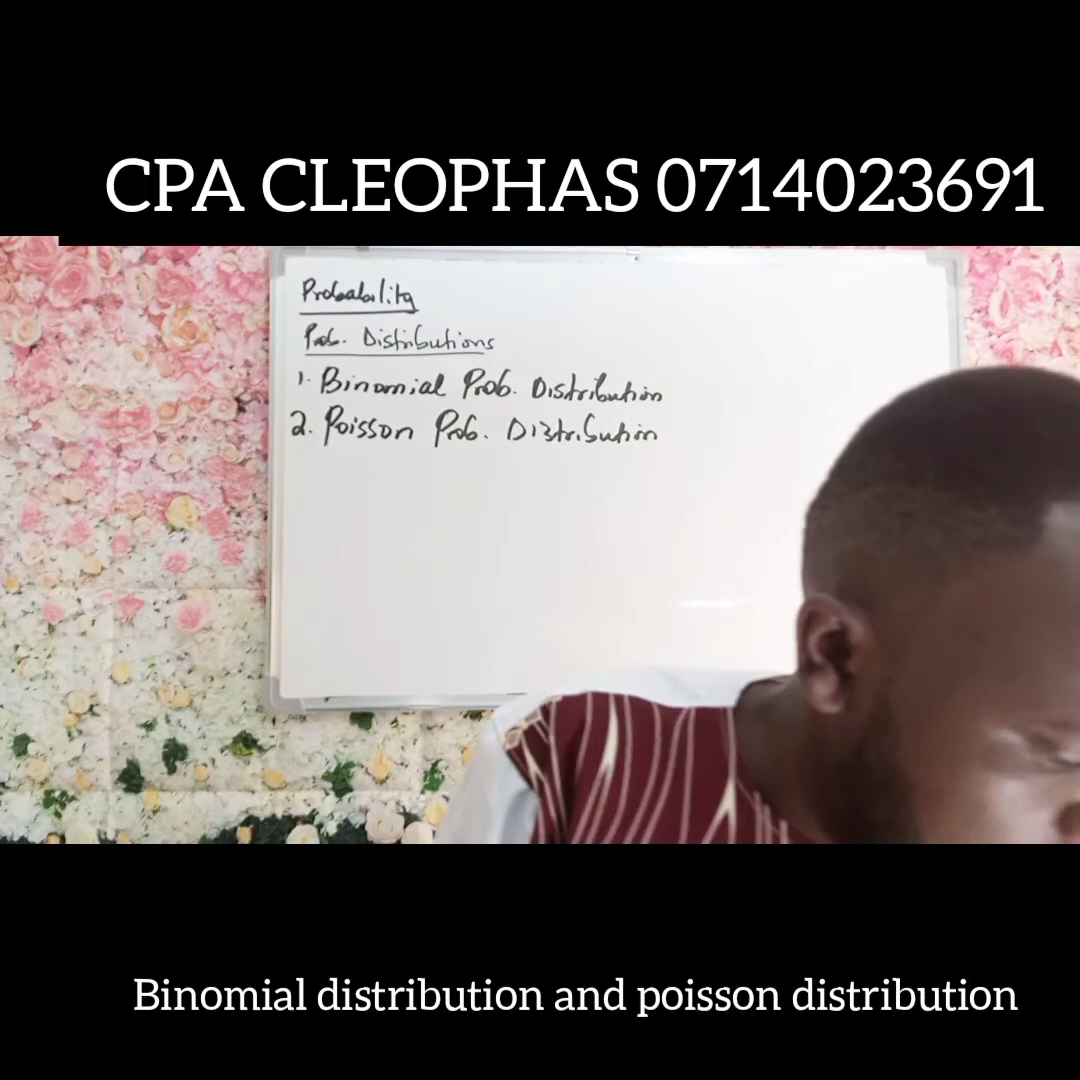 CPA CLEOPHAS 0714023691
Probability
Prob. Distributions
1. Binomial Prob. Distribution
2. Poisson Prob. Distribution
Binomial distribution and poisson distribution